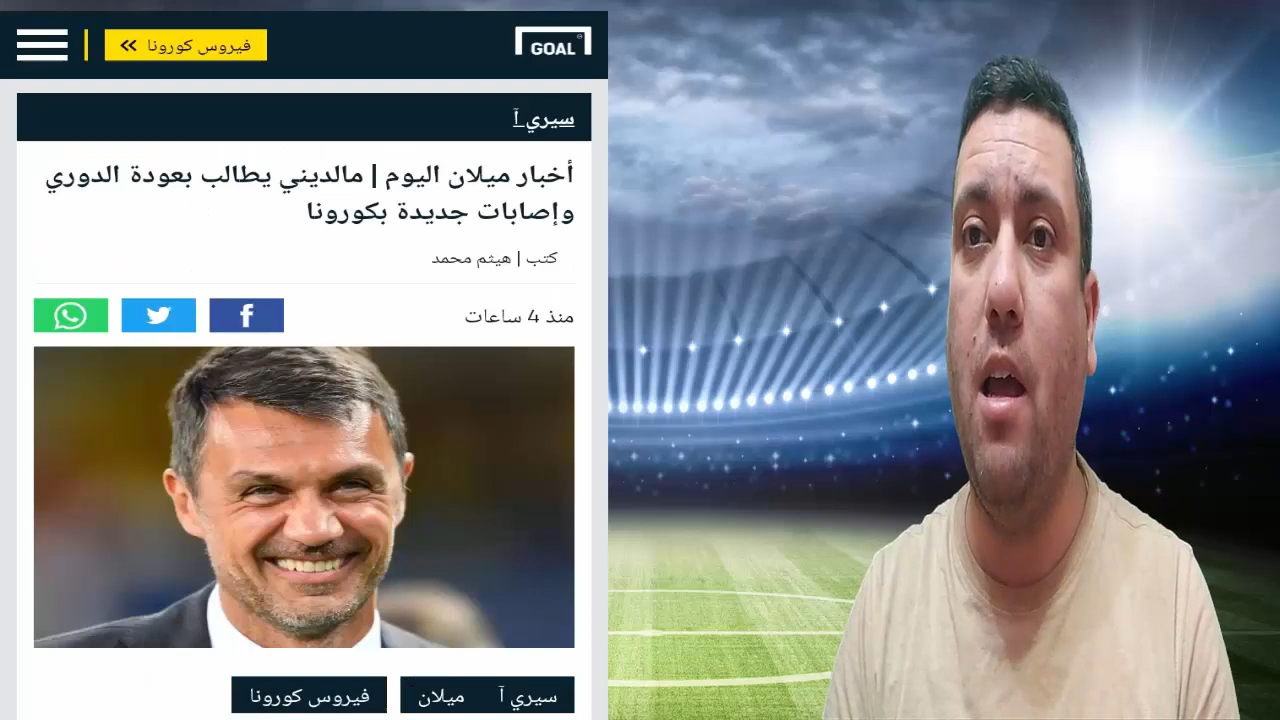 فيروس كورونا
GOAL
سيري آ
أخبار ميلان اليوم | مالديني يطالب بعودة الدوري
وإصابات جديدة بكورونا
كتب | هيثم محمد
منذ 4 ساعات
سيري آ
ميلان
فيروس كورونا